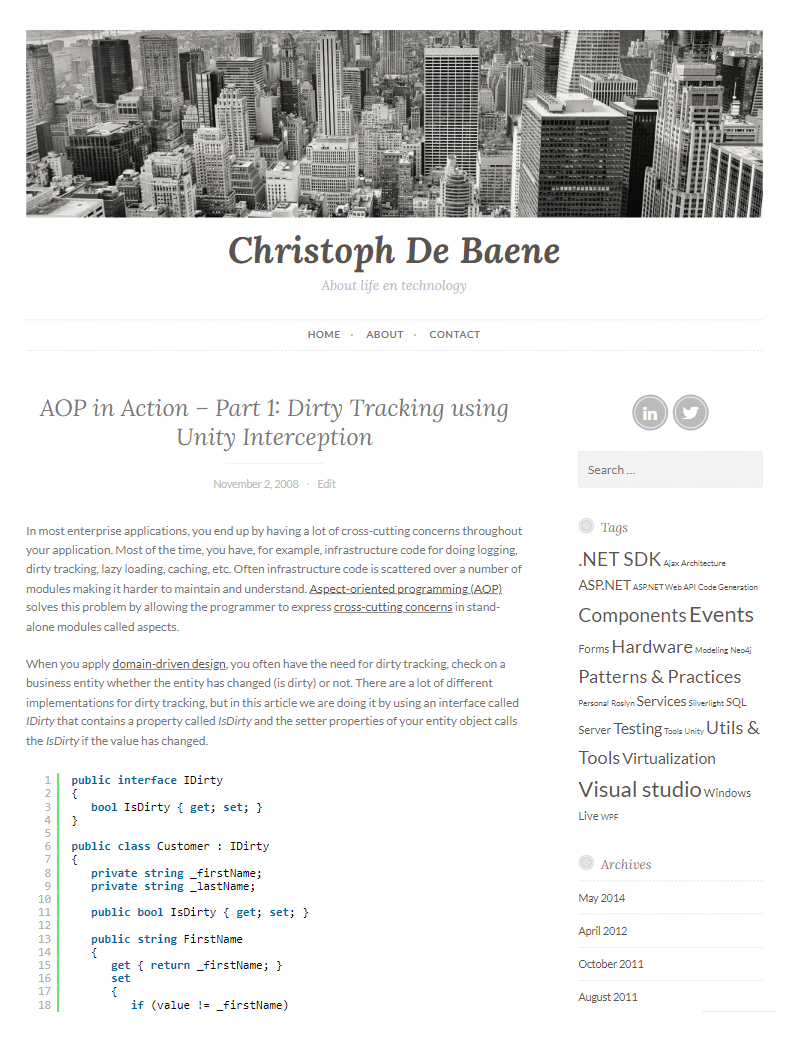 Christoph De Baene
About life en technology
HOME · ABOUT · CONTACT
AOP in Action – Part 1: Dirty Tracking using
Unity Interception
November 2, 2008 · Edit
In most enterprise applications, you end up by having a lot of cross-cutting concerns throughout
your application. Most of the time, you have, for example, infrastructure code for doing logging,
dirty tracking, lazy loading, caching, etc. Often infrastructure code is scattered over a number of
modules making it harder to maintain and understand. Aspect-oriented programming (AOP)
solves this problem by allowing the programmer to express cross-cutting concerns in stand-
alone modules called aspects.
When you apply domain-driven design, you often have the need for dirty tracking, check on a
business entity whether the entity has changed (is dirty) or not. There are a lot of different
implementations for dirty tracking, but in this article we are doing it by using an interface called
IDirty that contains a property called IsDirty and the setter properties of your entity object calls
the IsDirty if the value has changed.
1 public interface IDirty
2 {
3    bool IsDirty { get; set; }
4 }
5
6 public class Customer : IDirty
7 {
8    private string _firstName;
9    private string _lastName;
10
11    public bool IsDirty { get; set; }
12
13    public string FirstName
14    {
15       get { return _firstName; }
16       set
17       {
18          if (value != _firstName)
in
Search …
Tags
.NET SDK Ajax Architecture
ASP.NET ASP.NET Web API Code Generation
Components Events
Forms Hardware Modeling Neo4j
Patterns & Practices
Personal Roslyn Services Silverlight SQL
Server Testing Tools Unity Utils &
Tools Virtualization
Visual studio Windows
Live WPF
Archives
May 2014
April 2012
October 2011
August 2011